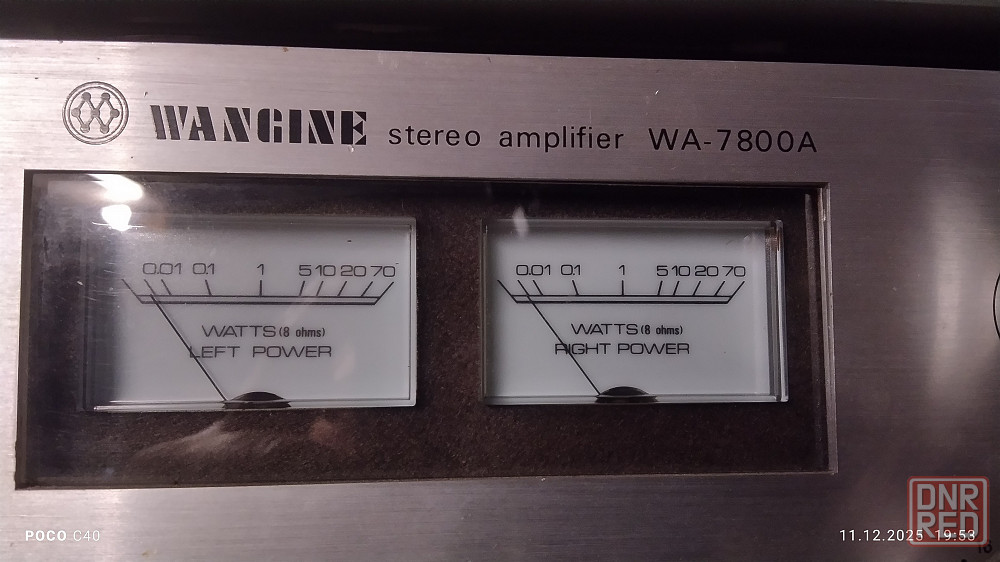 WANGINE stereo amplifier WA-7800A
0 0.01 0.1 1 5 10 20 70
WATTS (8 ohms)
LEFT POWER
0 0.01 0.1 1 5 10 20 70
WATTS (8 ohms)
RIGHT POWER
DNR
RED
POCO C40
11.12.2025 19:53